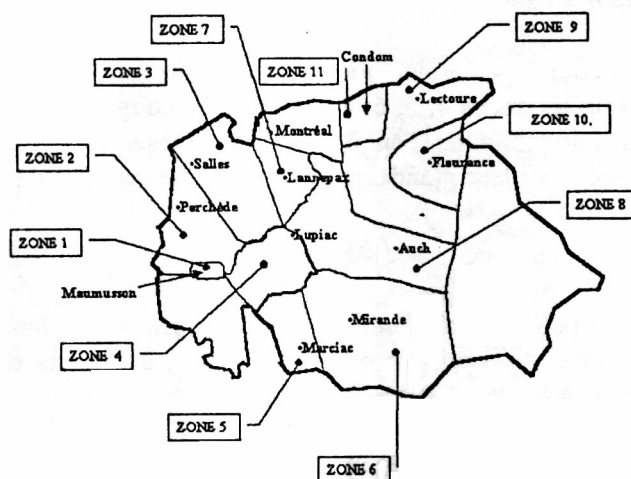 ZONE 7
ZONE 9
ZONE 3
ZONE 11
Condom
Lectoure
Montréal
ZONE 10,
ZONE 2
Salles
Lannepax
Fleurance
Perchède
ZONE 8
ZONE 1
Lupiac
Auch
Maumusson
Mirande
ZONE 4
Marciac
ZONE 5
ZONE 6